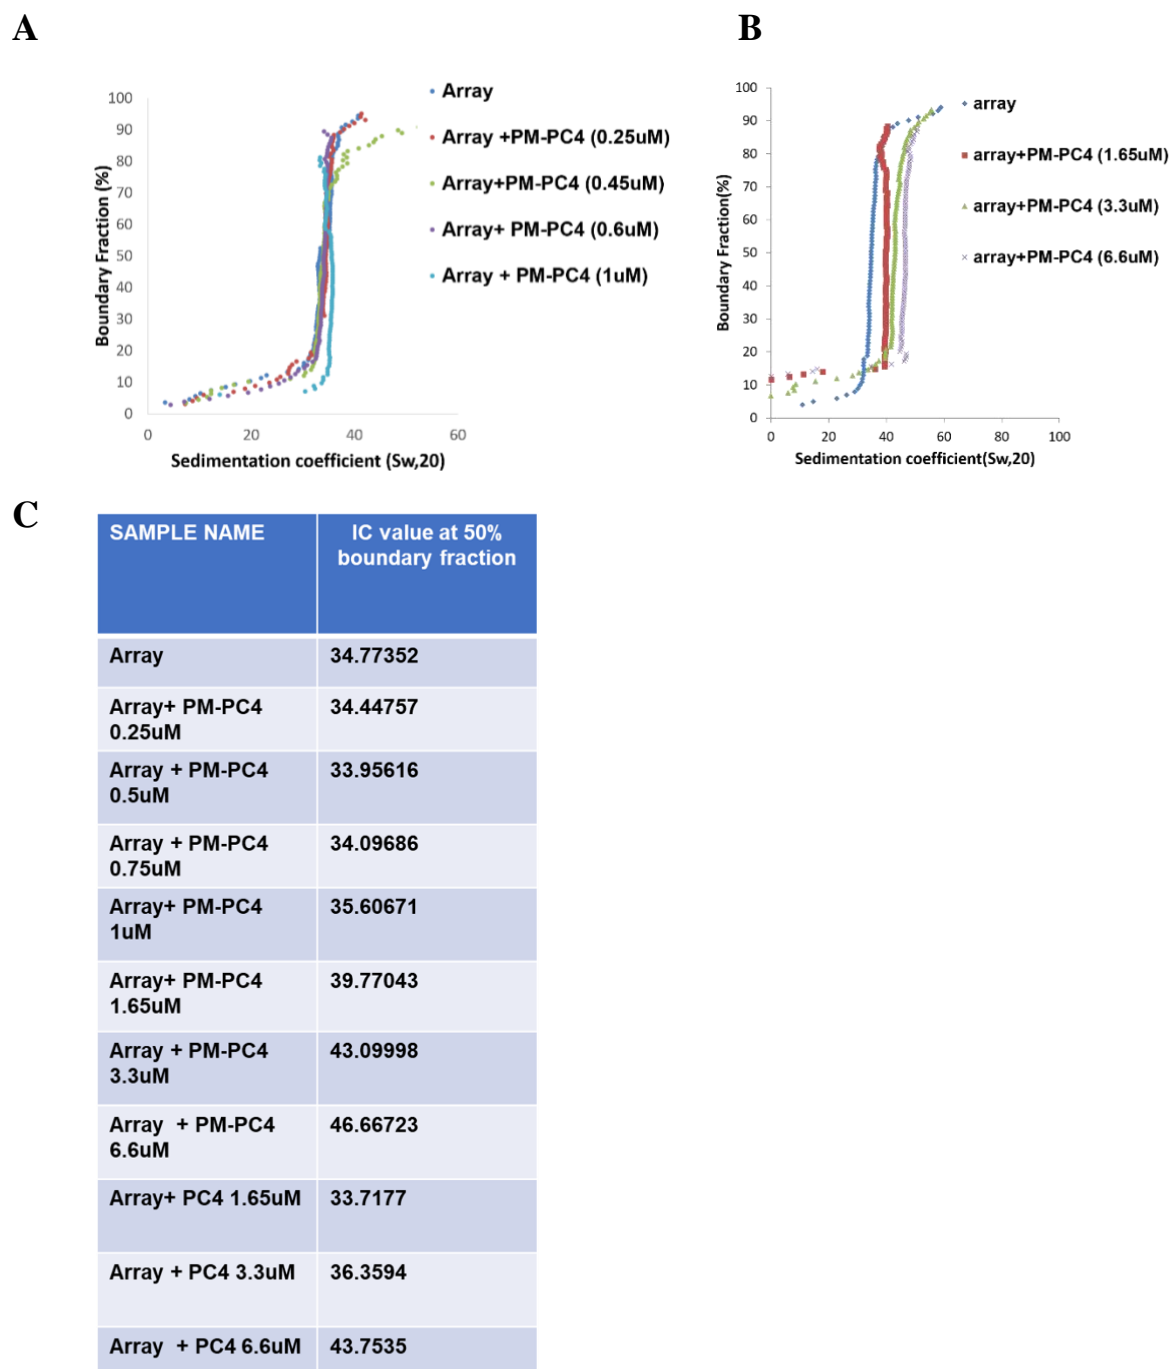 A
B
100
90
80
70
60
50
40
30
20
10
0
Boundary Fraction (%)
0
20
40
60
Sedimentation coefficient (Sw,20)
Array
Array +PM-PC4 (0.25uM)
Array+PM-PC4 (0.45uM)
Array+ PM-PC4 (0.6uM)
Array + PM-PC4 (1uM)
100
90
80
70
60
50
40
30
20
10
0
Boundary Fraction(%)
0
20
40
60
80
100
Sedimentation coefficient(Sw,20)
array
array+PM-PC4 (1.65uM)
array+PM-PC4 (3.3uM)
array+PM-PC4 (6.6uM)
C
SAMPLE NAME
IC value at 50%
boundary fraction
Array
34.77352
Array+ PM-PC4
0.25uM
34.44757
Array + PM-PC4
0.5uM
33.95616
Array + PM-PC4
0.75uM
34.09686
Array+ PM-PC4
1uM
35.60671
Array+ PM-PC4
1.65uM
39.77043
Array + PM-PC4
3.3uM
43.09998
Array + PM-PC4
6.6uM
46.66723
Array+ PC4 1.65uM
33.7177
Array + PC4 3.3uM
36.3594
Array + PC4 6.6uM
43.7535